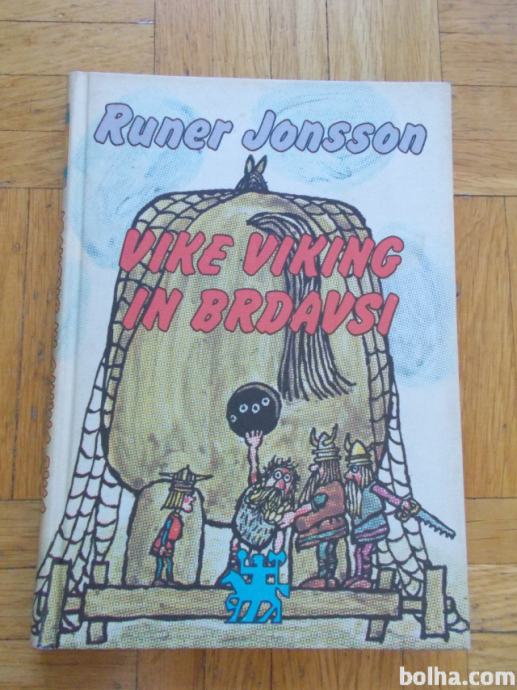 Runer Jonsson
VIKE VIKING
IN BRDAVSI
bolha.com